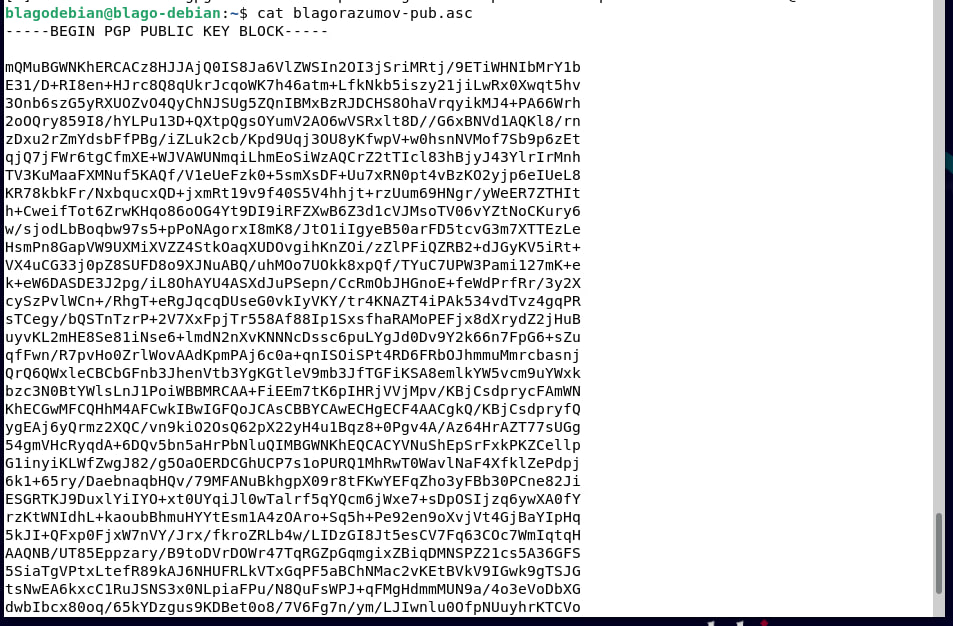 blagodebian@blago-debian:~$ cat blagorazumov-pub.asc
-----BEGIN PGP PUBLIC KEY BLOCK-----
mQMuBGWNKhERCACz8HJJAjQ0IS8Ja6VlZWSIn2OI3jSriMRtj/9ETiWHNIbMrY1b
E31/D+RI8en+HJrc8Q8qUkrJcqoWK7h46atm+LfkNkb5iszy21jiLwRx0Xwqt5hv
3Onb6szG5yRXUOZvO4QyChNJSUg5ZQnIBMxBzRJDCHS8OhaVrqyikMJ4+PA66Wrh
2oOQry859I8/hYLPu13D+QXtpQgsOYumV2AO6wVSRxlt8D//G6xBNVd1AQKl8/rn
zDxu2rZmYdsbFfPBg/iZLuk2cb/Kpd9Uqj3OU8yKfwpV+w0hsnNVMof7Sb9p6zEt
qjQ7jFWr6tgCfmXE+WJVAWUNmqiLhmEoSiWzAQCrZ2tTIcl83hBjyJ43YlrIrMnh
TV3KuMaaFXMNuf5KAQf/V1eUeFzk0+5smXsDF+Uu7xRN0pt4vBzKO2yjp6eIUeL8
KR78kbkFr/NxbqucxQD+jxmRt19v9f40S5V4hhjt+rzUum69HNgr/yWeER7ZTHIt
h+CweifTot6ZrwKHqo86oOG4Yt9DI9iRFZXwB6Z3d1cVJMsoTV06vYZtNoCKury6
w/sjodLbBoqbw97s5+pPoNAgorxI8mK8/JtO1iIgyeB50arFD5tcvG3m7XTTEzLe
HsmPn8GapVW9UXMiXVZZ4StkOaqXUDOvgihKnZOi/zZlPFiQZRB2+dJGyKV5iRt+
VX4uCG33j0pZ8SUFD8o9XJNuABQ/uhMOo7UOkk8xpQf/TYuC7UPW3Pami127mK+e
k+eW6DASDE3J2pg/iL8OhAYU4ASXdJuPSepn/CcRmObJHGnoE+feWdPrfRr/3y2X
cySzPvlWCn+/RhgT+eRgJqcqDUseG0vkIyVKY/tr4KNAZT4iPAk534vdTvz4gqPR
sTCegy/bQSTnTzrP+2V7XxFpjTr558Af88Ip1SxsfhaRAMoPEFjx8dXrydZ2jHuB
uyvKL2mHE8Se81iNse6+lmdN2nXvKNNNcDssc6puLYgJd0Dv9Y2k66n7FpG6+sZu
qfFwn/R7pvHo0ZrlWovAAdKpmPAj6c0a+qnISOiSPt4RD6FRbOJhmmuMmrcbasnj
QrQ6QWxleCBCbGFnb3JhenVtb3YgKGtleV9mb3JfTGFiKSA8emlkYW5vcm9uYWxk
bzc3N0BtYWlsLnJ1PoiWBBMRCAA+FiEEm7tK6pIHRjVVjMpv/KBjCsdprycFAmWN
KhECGwMFCQHhM4AFCwkIBwIGFQoJCAsCBBYCAwECHgECF4AACgkQ/KBjCsdpryfQ
ygEAj6yQrmz2XQC/vn9kiO2OsQ62pX22yH4u1Bqz8+0Pgv4A/Az64HrAZT77sUGg
54gmVHcRyqdA+6DQv5bn5aHrPbNluQIMBGWNKhEQCACYVNuShEpSrFxkPKZCellp
G1inyiKLWfZwgJ82/g5OaOERDCGhUCP7s1oPURQ1MhRwT0WavlNaF4XfklZePdpj
6k1+65ry/DaebnaqbHQv/79MFANuBkhgpX09r8tFKwYEFqZho3yFBb30PCne82Ji
ESGRTKJ9DuxlYiIYO+xt0UYqiJl0wTalrf5qYQcm6jWxe7+sDpOSIjzq6ywXA0fY
rzKtWNIdhL+kaoubBhmuHYYtEsm1A4zOAro+Sq5h+Pe92en9oXvjVt4GjBaYIpHq
5kJI+QFxp0FjxW7nVY/Jrx/fkroZRLb4w/LIDzGI8Jt5esCV7Fq63COc7WmIqtqH
AAQNB/UT85Eppzary/B9toDVrDOWr47TqRGZpGqmgixZBiqDMNSPZ21cs5A36GFS
5SiaTgVPtxLtefR89kAJ6NHUFRLkVTxGqPF5aBChNMac2vKEtBVkV9IGwk9gTSJG
tsNwEA6kxcC1RuJSNS3x0NLpiaFPu/N8QuFsWPJ+qFMgHdmmMUN9a/4o3eVoDbXG
dwbIbcx80oq/65kYDzgus9KDBet0o8/7V6Fg7n/ym/LJIwnlu0OfpNUuyhrKTCVo